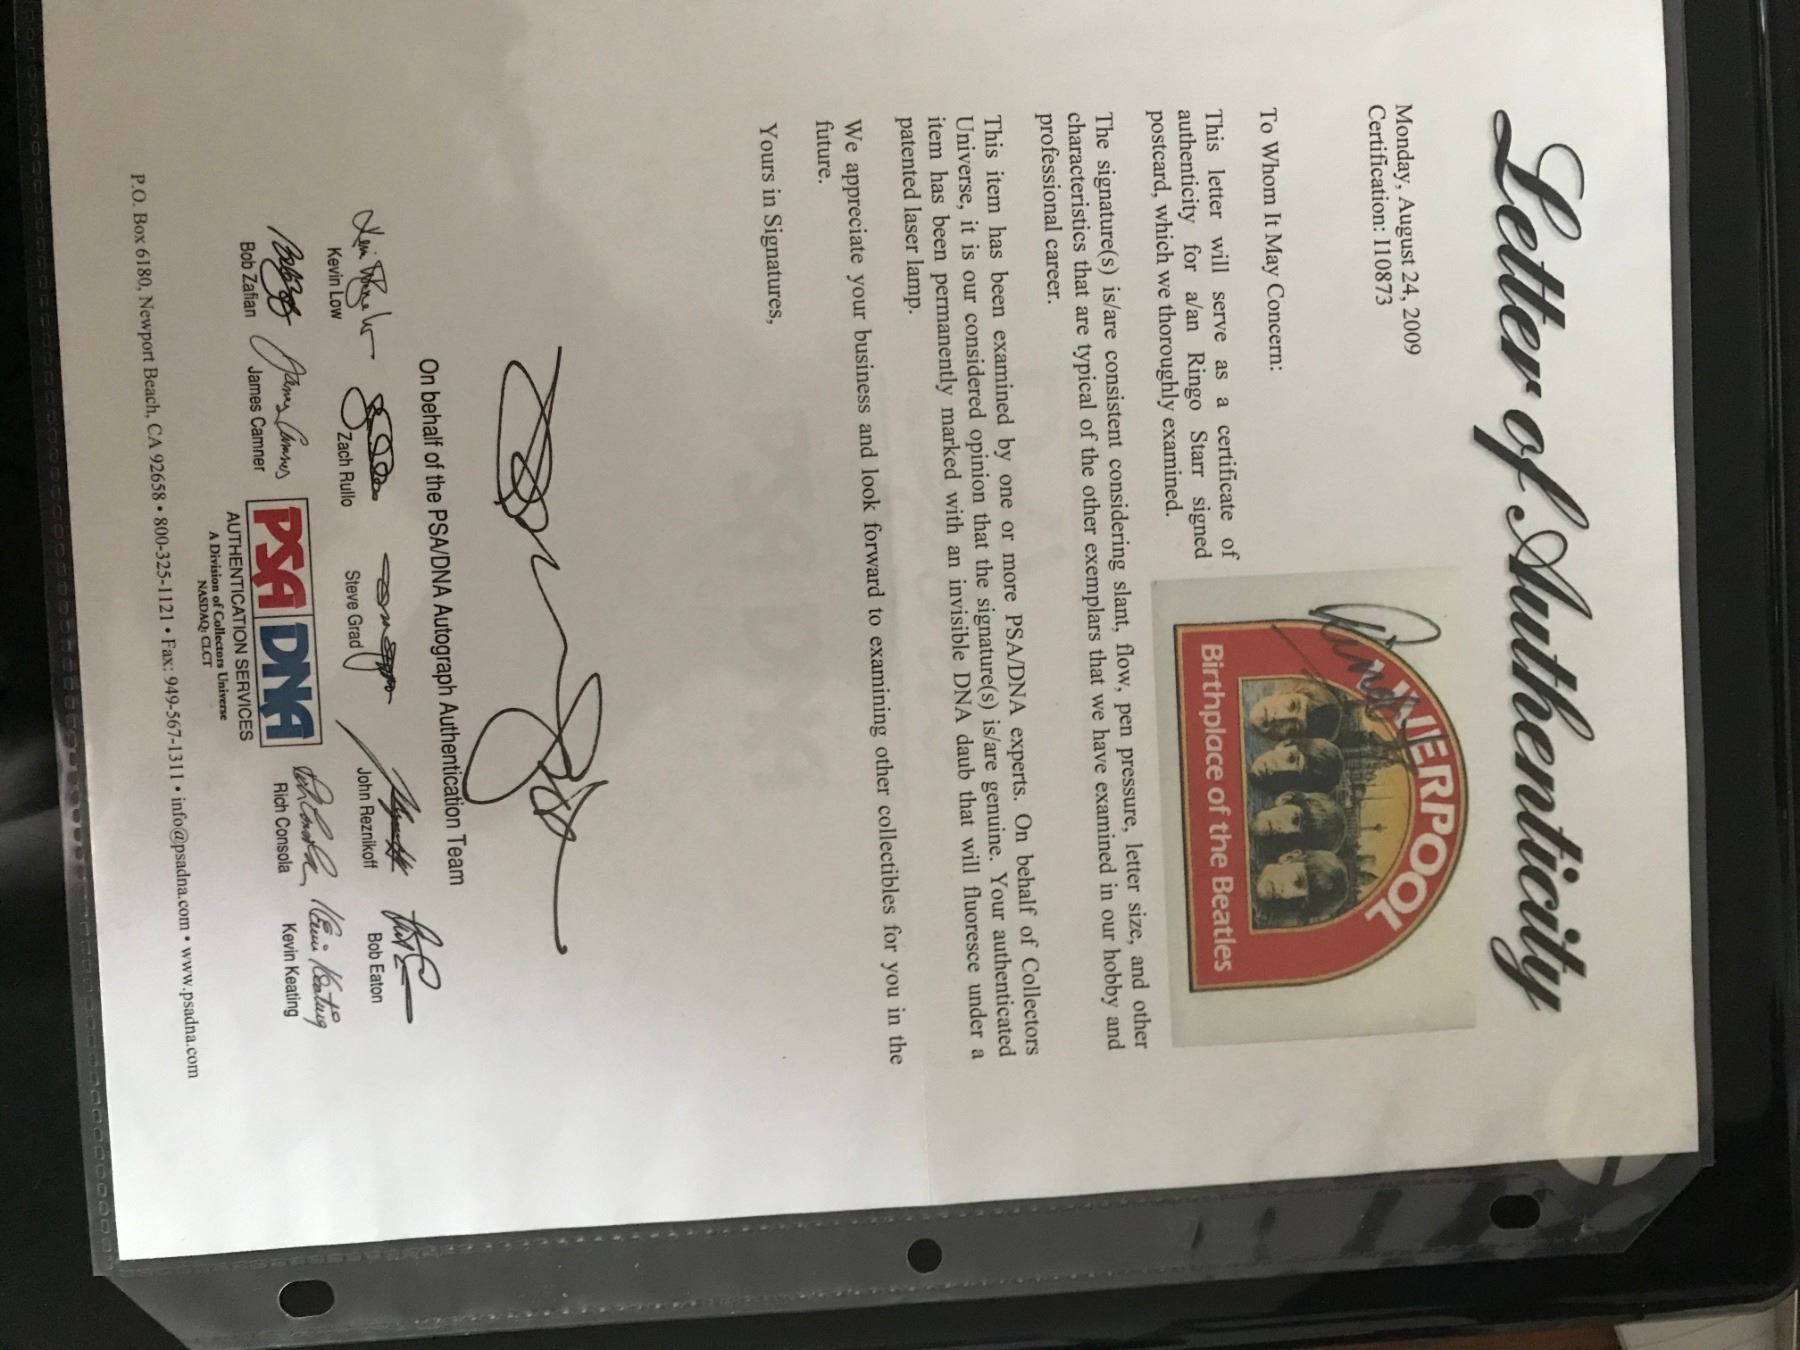 Letter of Authenticity
Monday, August 24, 2009
Certification: I10873
To Whom It May Concern:
This letter will serve as a certificate of
authenticity for a/an Ringo Starr signed
postcard, which we thoroughly examined.
Ringo
LIVERPOOL
Birthplace of the Beatles
The signature(s) is/are consistent considering slant, flow, pen pressure, letter size, and other
characteristics that are typical of the other exemplars that we have examined in our hobby and
professional career.
This item has been examined by one or more PSA/DNA experts. On behalf of Collectors
Universe, it is our considered opinion that the signature(s) is/are genuine. Your authenticated
item has been permanently marked with an invisible DNA daub that will fluoresce under a
patented laser lamp.
We appreciate your business and look forward to examining other collectibles for you in the
future.
Yours in Signatures,
On behalf of the PSA/DNA Autograph Authentication Team
Kevin Low
Zach Rullo
Steve Grad
John Reznikoff
Bob Eaton
James Camner
Kevin Keating
Bob Zafian
James Camner
Rich Consola
Kevin Keating
PSA DNA
AUTHENTICATION SERVICES
A Division of Collectors Universe
NASDAQ: CLCT
P.O. Box 6180, Newport Beach, CA 92658 • 800-325-1121 • Fax: 949-567-1311 • info@psadna.com • www.psadna.com